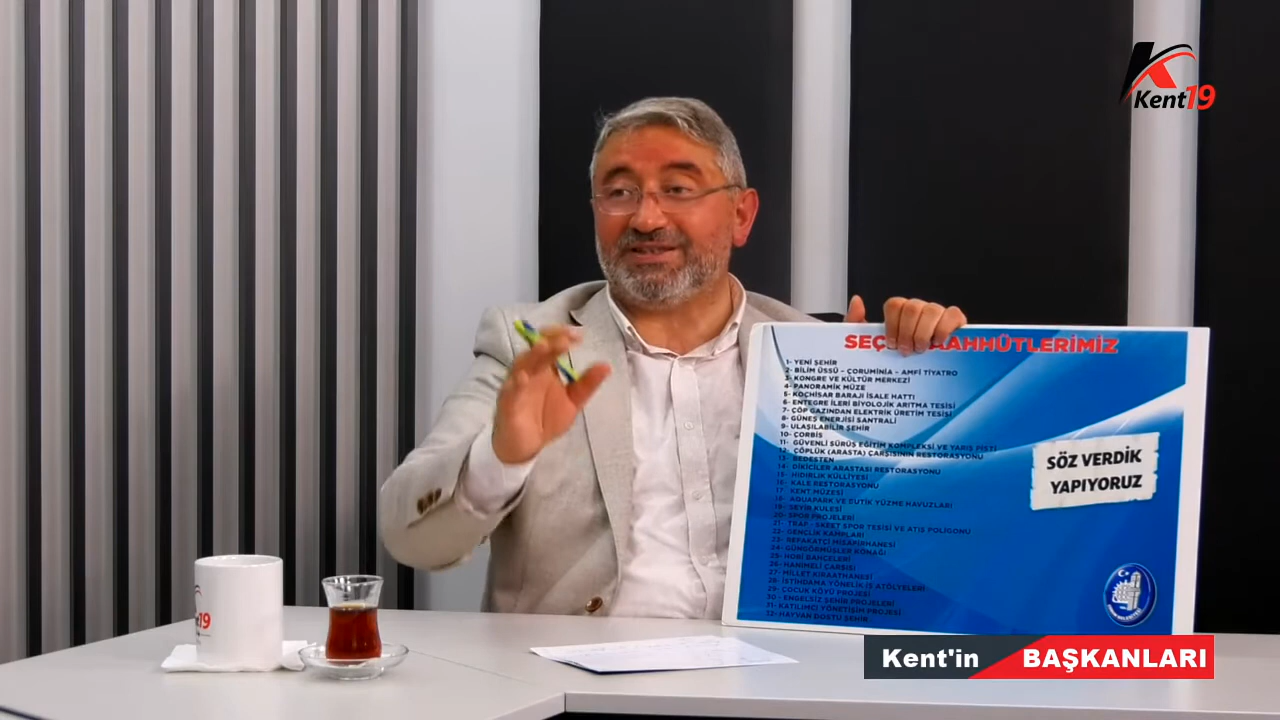 Kent19
SEÇ AAHHÜTLERİMİZ
1- YENİ ŞEHİR
2- BİLİM ÜSSÜ – ÇORUMİNİA – AMFİ TİYATRO
3- KONGRE VE KÜLTÜR MERKEZİ
4- PANORAMİK MÜZE
5- KOÇHİSAR BARAJI İSALE HATTI
6- ENTEGRE İLERİ BİYOLOJİK ARITMA TESİSİ
7- ÇÖP GAZINDAN ELEKTRİK ÜRETİM TESİSİ
8- GÜNEŞ ENERJİSİ SANTRALİ
9- ULAŞILABİLİR ŞEHİR
10- ÇORBİS
11- GÜVENLİ SÜRÜŞ EĞİTİM KOMPLEKSİ VE YARIŞ PİSTİ
12- ÇÖPLÜK (ARASTA) ÇARŞISININ RESTORASYONU
13- BEDESTEN
14- DİKİCİLER ARASTASI RESTORASYONU
15- HIDIRLIK KÜLLİYESİ
16- KALE RESTORASYONU
17- KENT MÜZESİ
18- AQUAPARK VE BUTİK YÜZME HAVUZLARI
19- SEYİR KULESİ
20- SPOR PROJELERİ
21- TRAP - SKEET SPOR TESİSİ VE ATIŞ POLİGONU
22- GENÇLİK KAMPLARI
23- REFAKATÇİ MİSAFİRHANESİ
24- GÜNGÖRMÜŞLER KONAĞI
25- HOBİ BAHÇELERİ
26- HANIMELİ ÇARŞISI
27- MİLLET KIRAATHANESİ
28- İSTİHDAMA YÖNELİK İŞ ATÖLYELERİ
29- ÇOCUK KÖYÜ PROJESİ
30- ENGELSİZ ŞEHİR PROJELERİ
31- KATILIMCI YÖNETİŞİM PROJESİ
32- HAYVAN DOSTU ŞEHİR
SÖZ VERDİK
YAPIYORUZ
19
Kent'in BAŞKANLARI